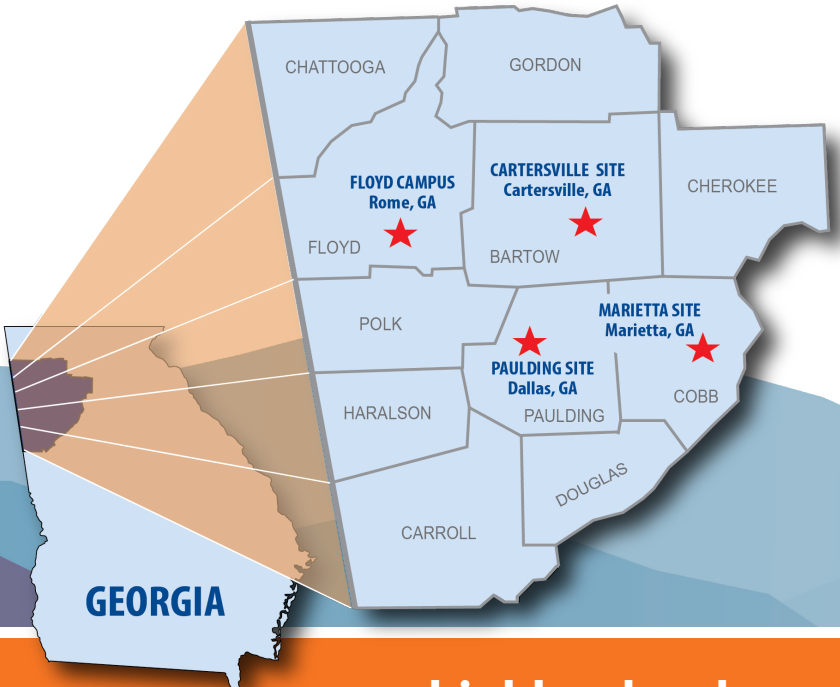 CHATTOOGA
GORDON
FLOYD CAMPUS
Rome, GA
CARTERSVILLE SITE
Cartersville, GA
CHEROKEE
FLOYD
BARTOW
POLK
MARIETTA SITE
Marietta, GA
PAULDING SITE
Dallas, GA
COBB
HARALSON
PAULDING
DOUGLAS
CARROLL
GEORGIA